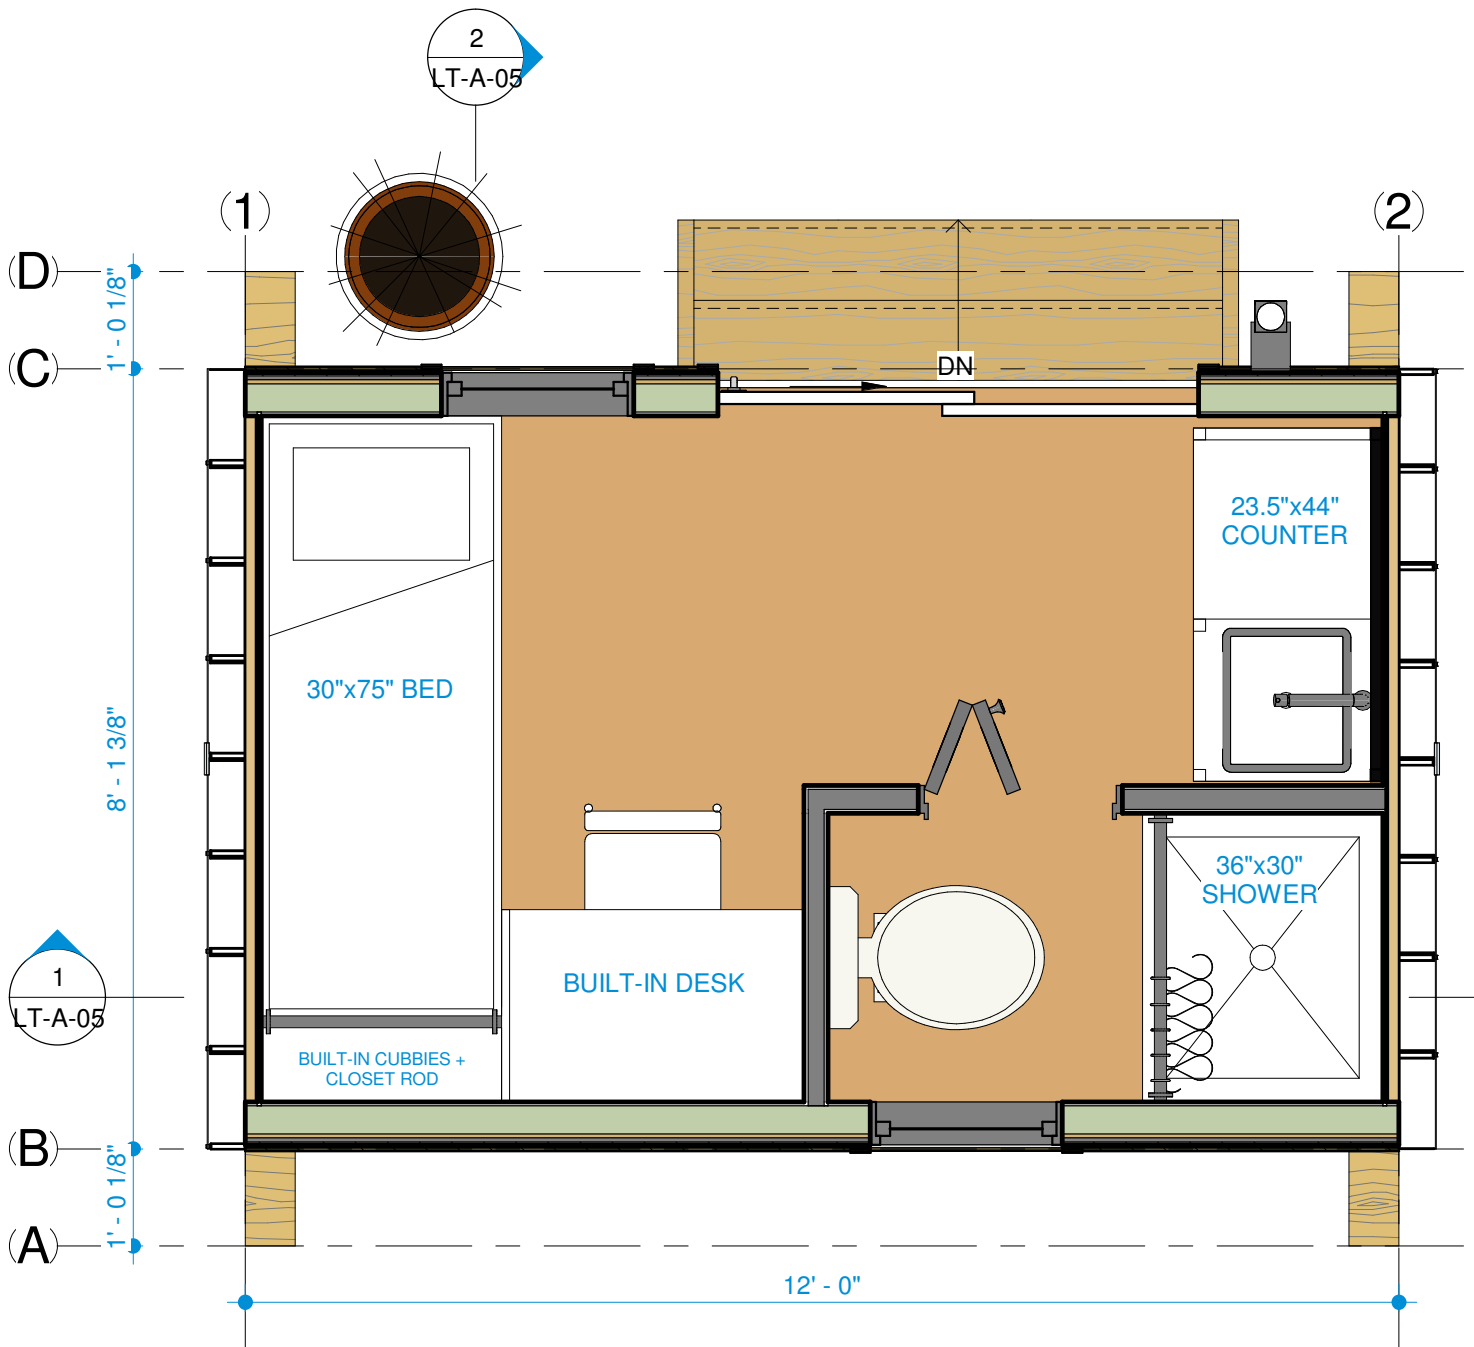 2
LT-A-05
(1)
(2)
(D)
1' - 0 1/8"
(C)
DN
23.5"x44"
COUNTER
30"x75" BED
8' - 1 3/8"
36"x30"
SHOWER
1
LT-A-05
BUILT-IN DESK
BUILT-IN CUBBIES +
CLOSET ROD
(B)
1' - 0 1/8"
(A)
12' - 0"